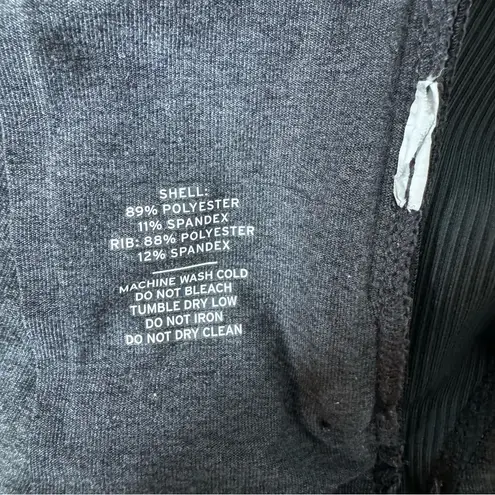 SHELL:
89% POLYESTER
11% SPANDEX
RIB: 88% POLYESTER
12% SPANDEX
MACHINE WASH COLD
DO NOT BLEACH
TUMBLE DRY LOW
DO NOT IRON
DO NOT DRY CLEAN